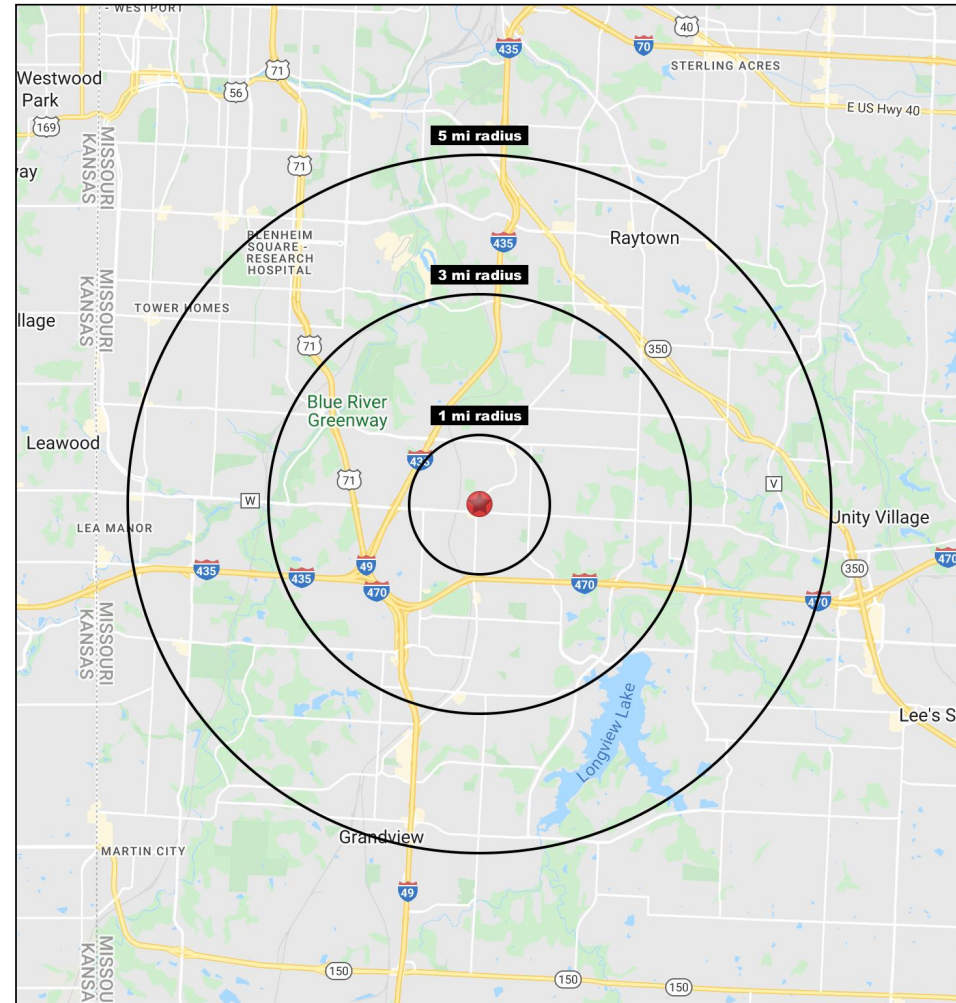 - WESTPORT
40
435
70
71
STERLING ACRES
Westwood
Park
56
E US Hwy 40
169
MISSOURI
KANSAS
5 mi radius
71
ay
435
Raytown
BLENHEIM
SQUARE -
RESEARCH
HOSPITAL
3 mi radius
MISSOURI
KANSAS
TOWER HOMES
llage
71
350
Blue River
Greenway
1 mi radius
Leawood
435
71
V
W
Unity Village
LEA MANOR
49
470
435
435
470
350
470
470
MISSOURI
KANSAS
Longview Lake
Lee's S
Grandview
MARTIN CITY
49
MISSOU
KANSA
150
150
150